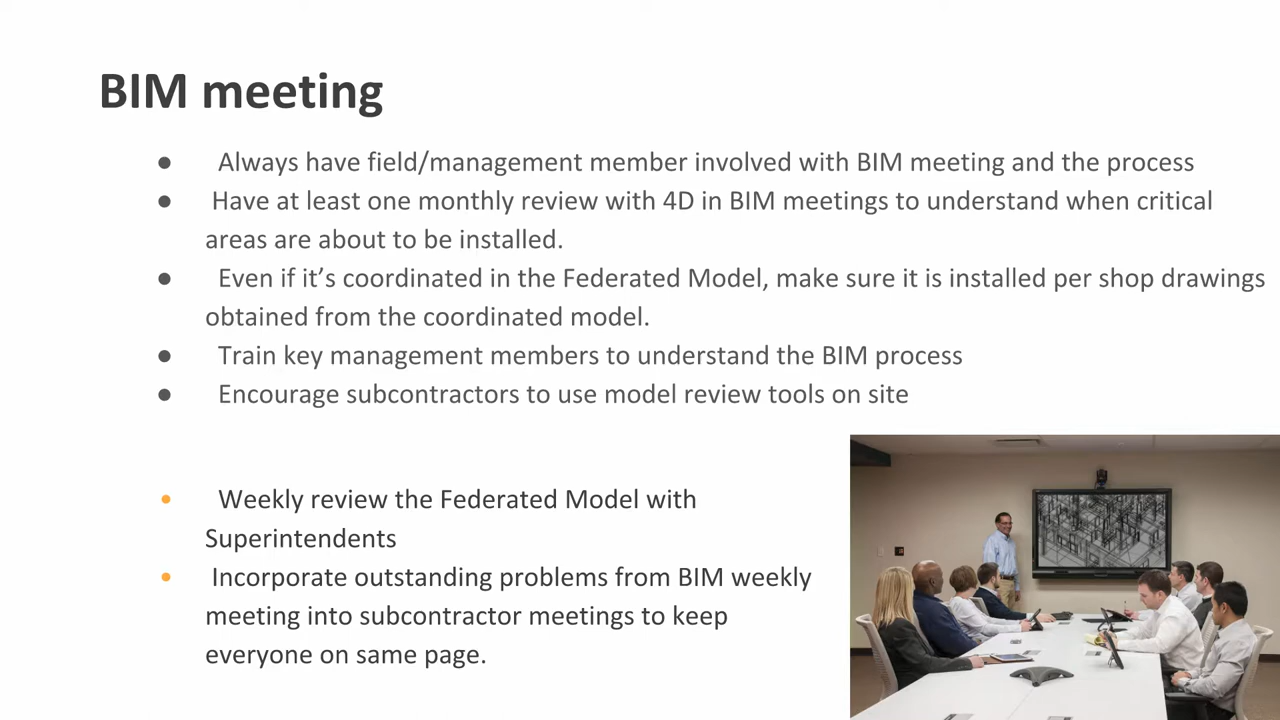 BIM meeting
● Always have field/management member involved with BIM meeting and the process
● Have at least one monthly review with 4D in BIM meetings to understand when critical
areas are about to be installed.
● Even if it’s coordinated in the Federated Model, make sure it is installed per shop drawings
obtained from the coordinated model.
● Train key management members to understand the BIM process
● Encourage subcontractors to use model review tools on site
• Weekly review the Federated Model with
Superintendents
• Incorporate outstanding problems from BIM weekly
meeting into subcontractor meetings to keep
everyone on same page.